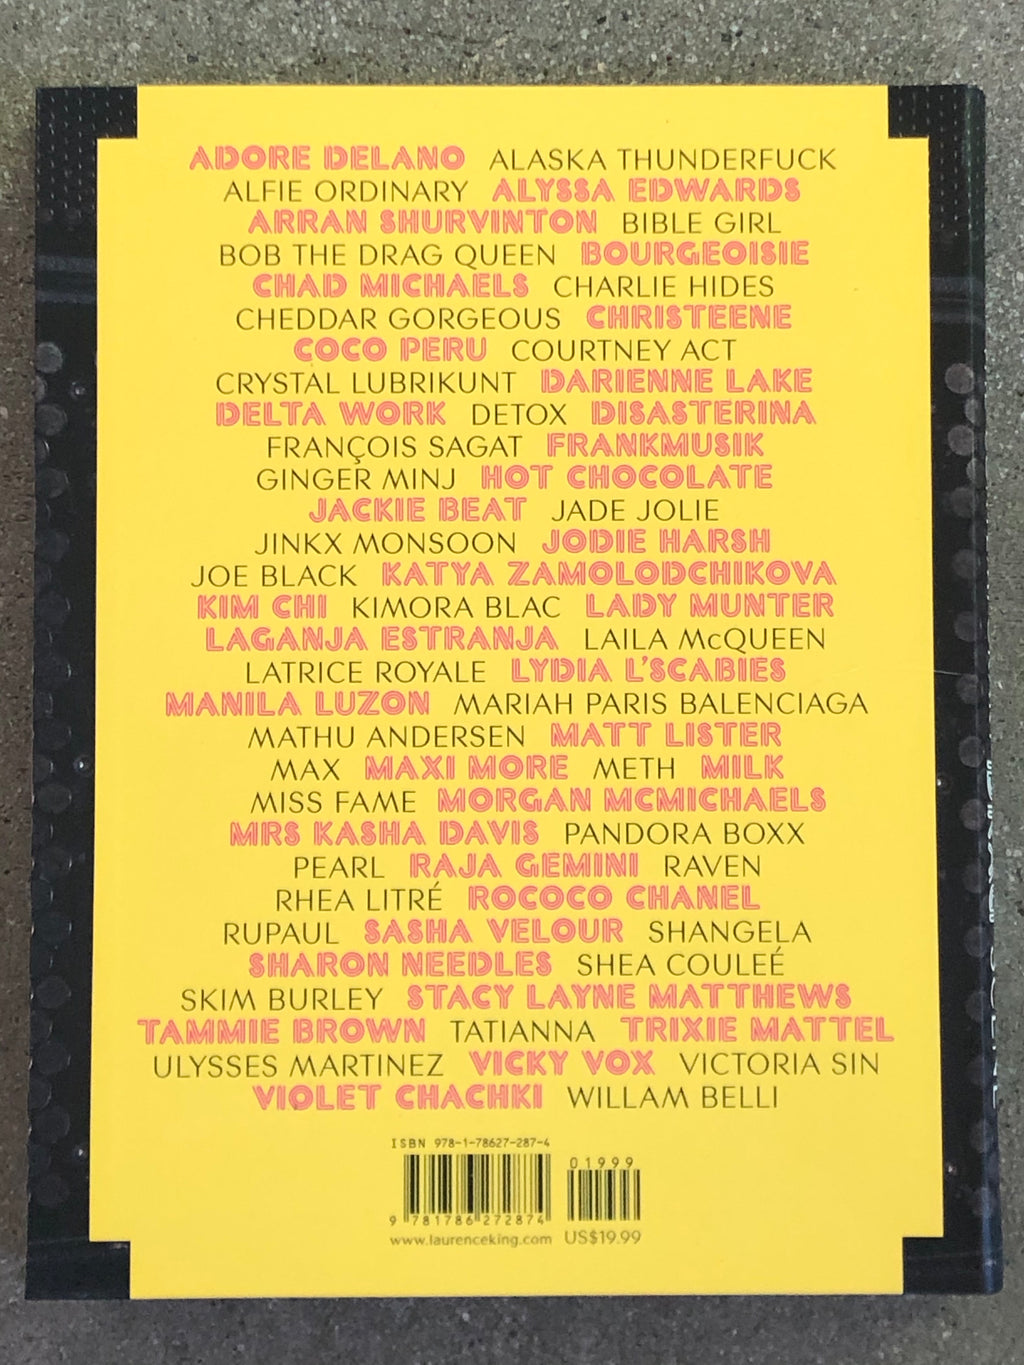 ADORE DELANO ALASKA THUNDERFUCK
ALFIE ORDINARY ALYSSA EDWARDS
ARRAN SHURVINTON BIBLE GIRL
BOB THE DRAG QUEEN BOURGEOISIE
CHAD MICHAELS CHARLIE HIDES
CHEDDAR GORGEOUS CHRISTEENE
COCO PERU COURTNEY ACT
CRYSTAL LUBRIKUNT DARIENNE LAKE
DELTA WORK DETOX DISASTERINA
FRANÇOIS SAGAT FRANKMUSIK
GINGER MINJ HOT CHOCOLATE
JACKIE BEAT JADE JOLIE
JINKX MONSOON JODIE HARSH
JOE BLACK KATYA ZAMOLODCHIKOVA
KIM CHI KIMORA BLAC LADY MUNTER
LAGANJA ESTRANJA LAILA McQUEEN
LATRICE ROYALE LYDIA L'SCABIES
MANILA LUZON MARIAH PARIS BALENCIAGA
MATHU ANDERSEN MATT LISTER
MAX MAXI MORE METH MILK
MISS FAME MORGAN MCMICHAELS
MRS KASHA DAVIS PANDORA BOXX
PEARL RAJA GEMINI RAVEN
RHEA LITRÉ ROCOCO CHANEL
RUPAUL SASHA VELOUR SHANGELA
SHARON NEEDLES SHEA COULEÉ
SKIM BURLEY STACY LAYNE MATTHEWS
TAMMIE BROWN TATIANNA TRIXIE MATTEL
ULYSSES MARTINEZ VICKY VOX VICTORIA SIN
VIOLET CHACHKI WILLAM BELLI
ISBN 978-1-78627-287-4
01999
9 781786 272874
www.laurenceking.com US$19.99